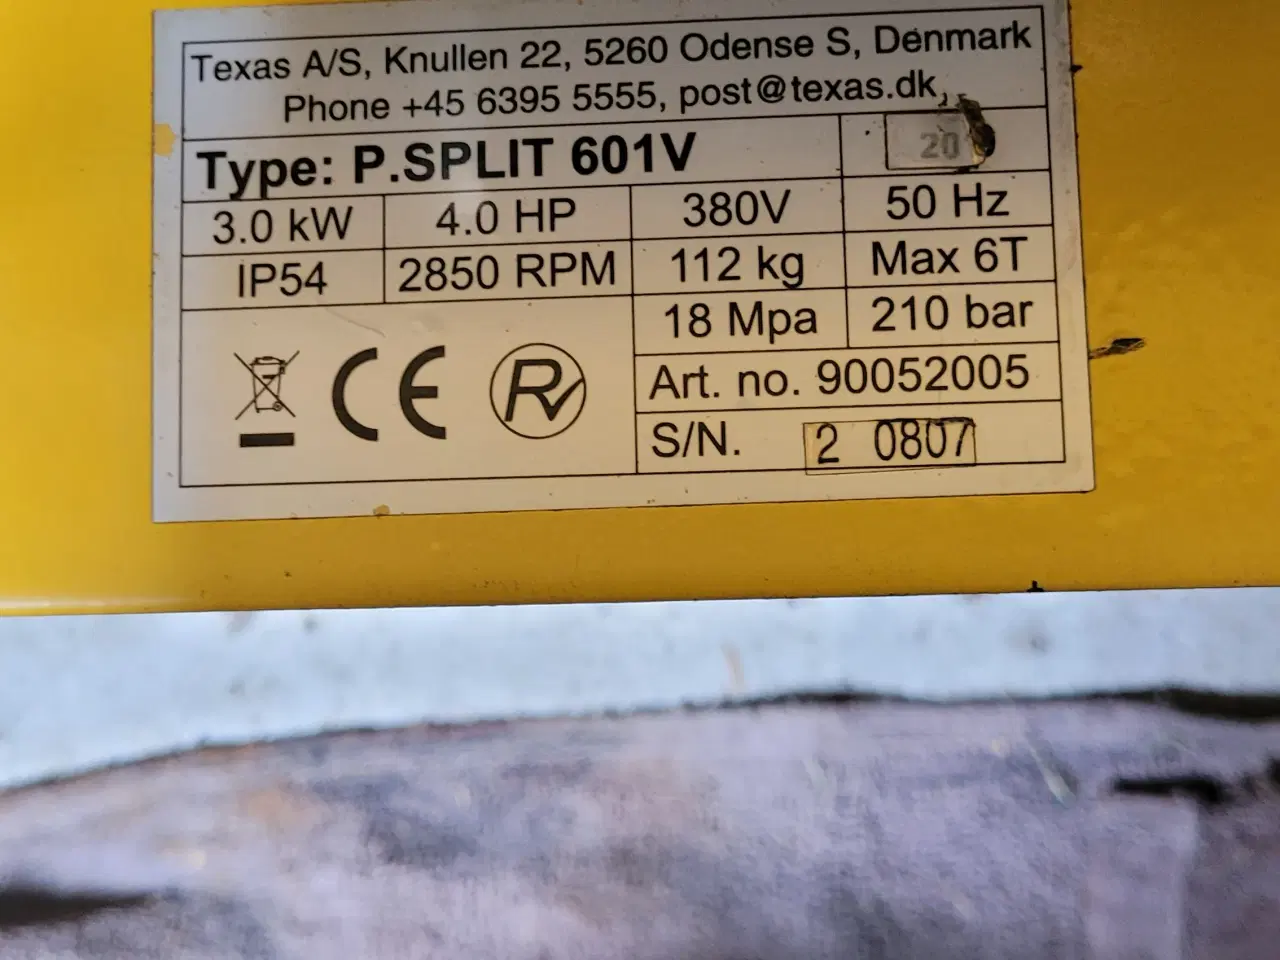 Texas A/S, Knullen 22, 5260 Odense S, Denmark
Phone +45 6395 5555, post@texas.dk,
Type: P.SPLIT 601V 20
3.0 kW 4.0 HP 380V 50 Hz
IP54 2850 RPM 112 kg Max 6T
18 Mpa 210 bar
CE R
Art. no. 90052005
S/N. 2 0807